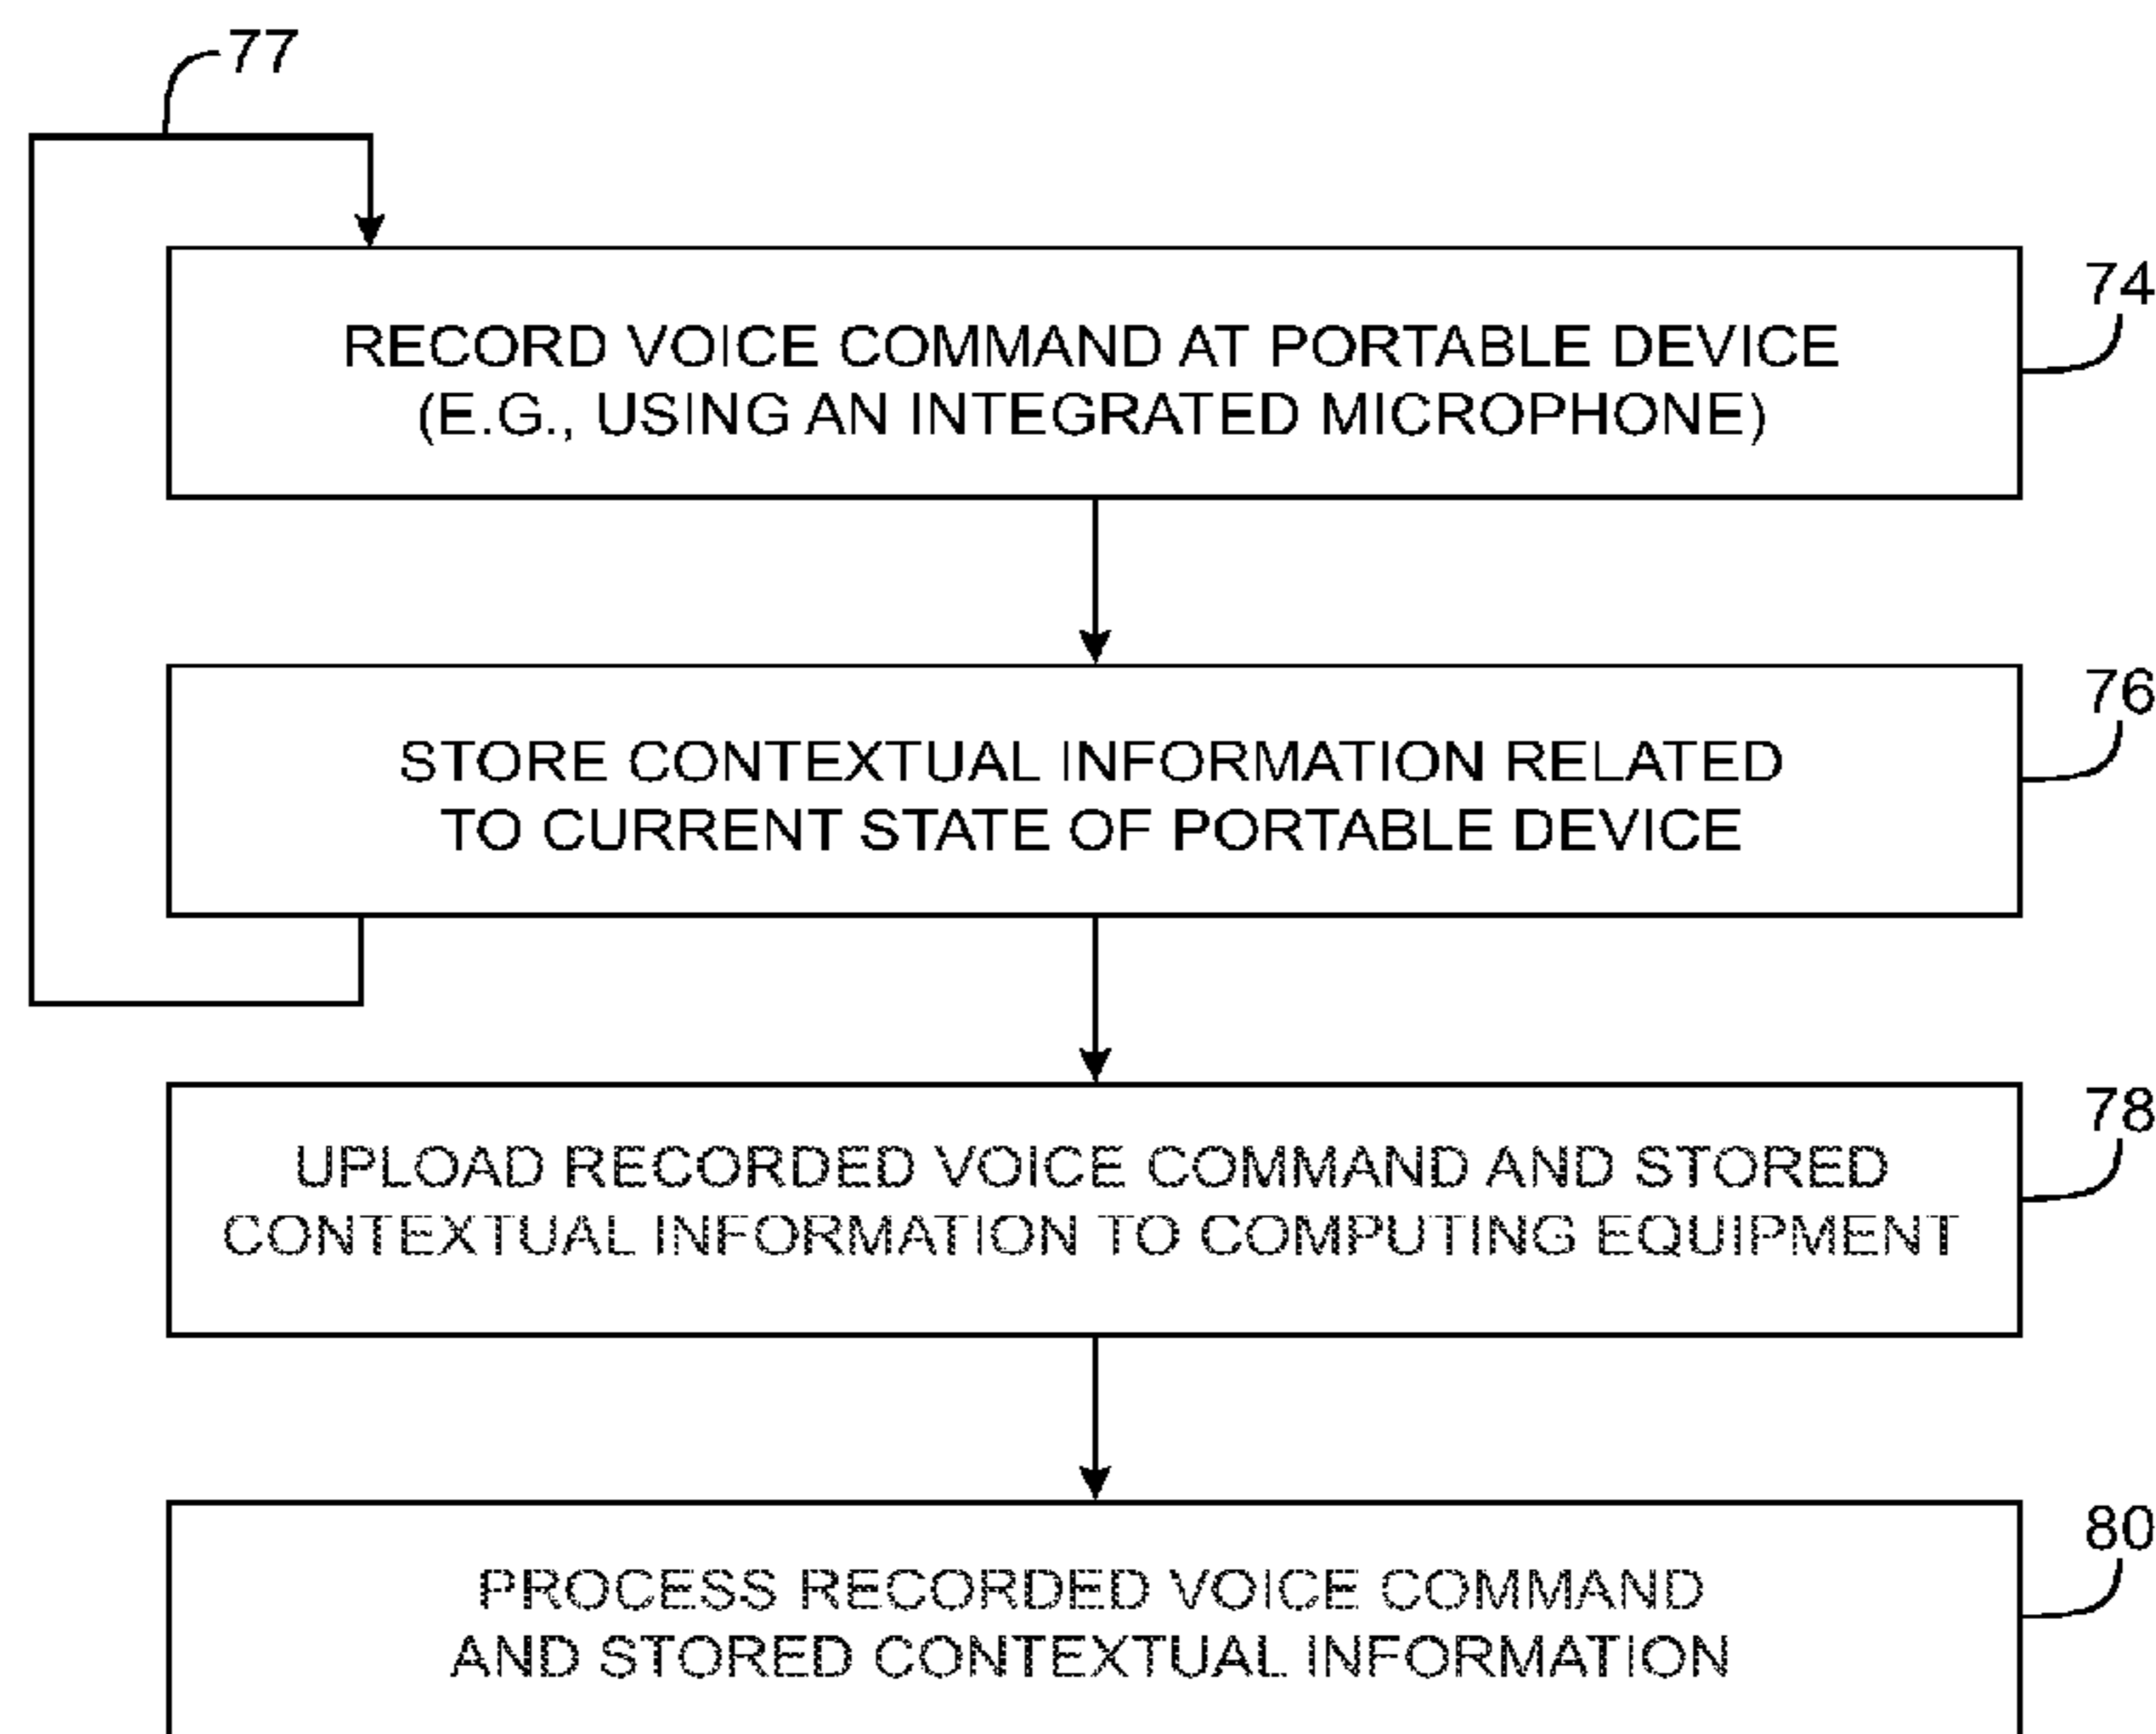 77
74
RECORD VOICE COMMAND AT PORTABLE DEVICE
(E.G., USING AN INTEGRATED MICROPHONE)
76
STORE CONTEXTUAL INFORMATION RELATED
TO CURRENT STATE OF PORTABLE DEVICE
78
UPLOAD RECORDED VOICE COMMAND AND STORED
CONTEXTUAL INFORMATION TO COMPUTING EQUIPMENT
80
PROCESS RECORDED VOICE COMMAND
AND STORED CONTEXTUAL INFORMATION